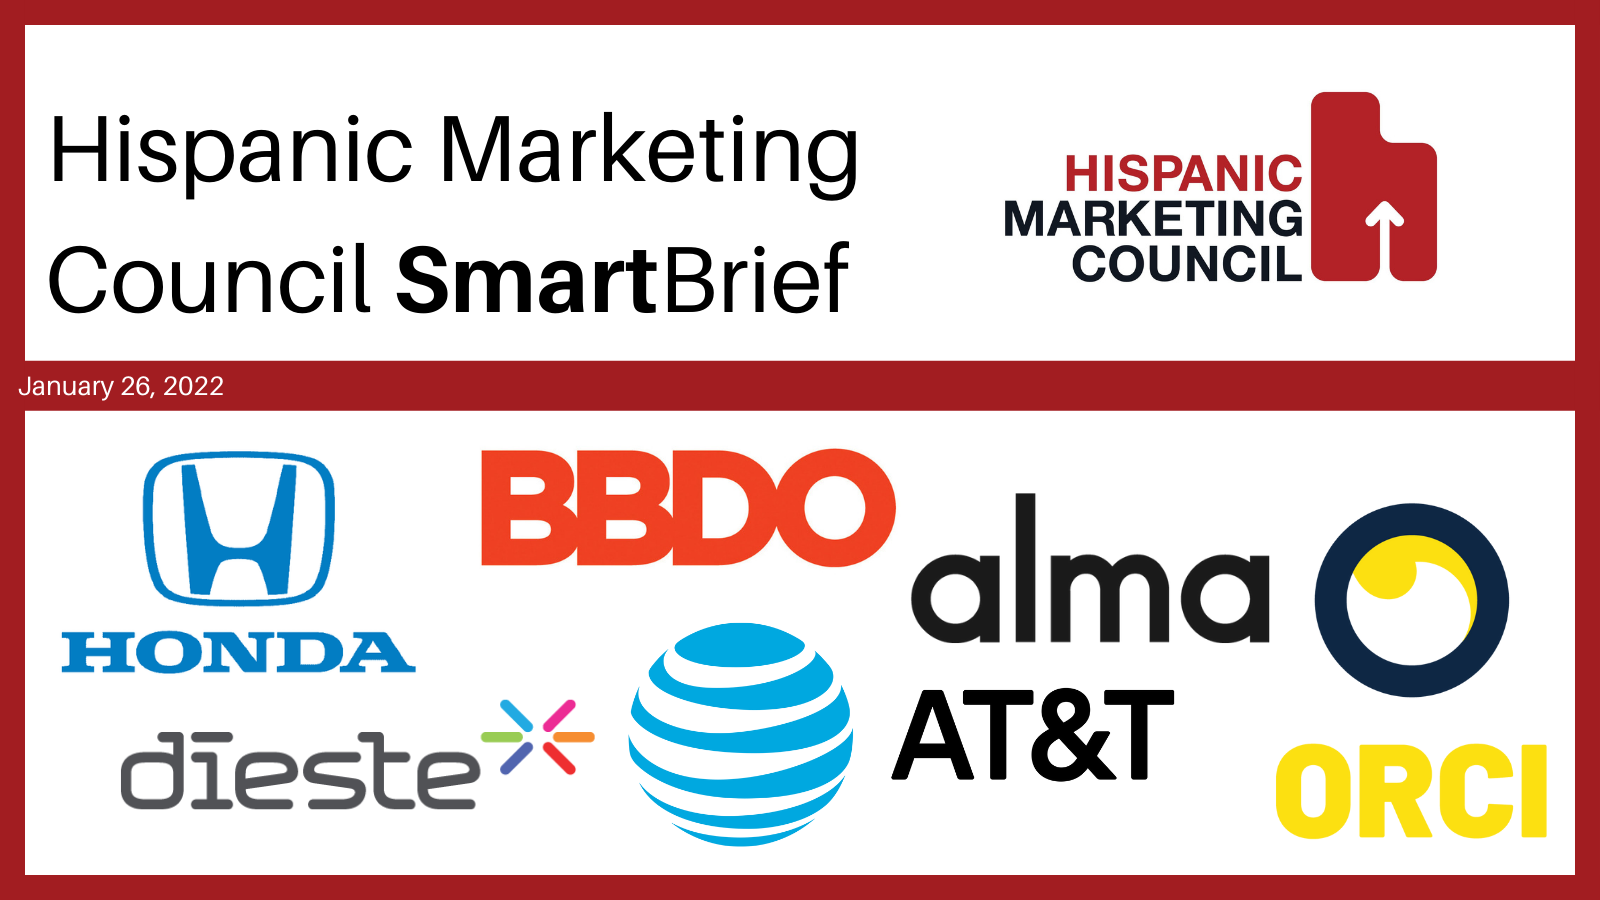 Hispanic Marketing
Council SmartBrief
HISPANIC
MARKETING
COUNCIL
January 26, 2022
HONDA
BBDO
alma
dieste
AT&T
ORCI